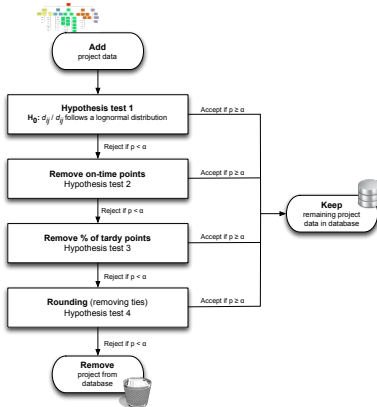 Add
project data
Hypothesis test 1
H0: dij / dij follows a lognormal distribution
Accept if p ≥ α
Reject if p < α
Remove on-time points
Hypothesis test 2
Accept if p ≥ α
Reject if p < α
Remove % of tardy points
Hypothesis test 3
Accept if p ≥ α
Reject if p < α
Rounding (removing ties)
Hypothesis test 4
Accept if p ≥ α
Reject if p < α
Keep
remaining project
data in database
Remove
project from
database